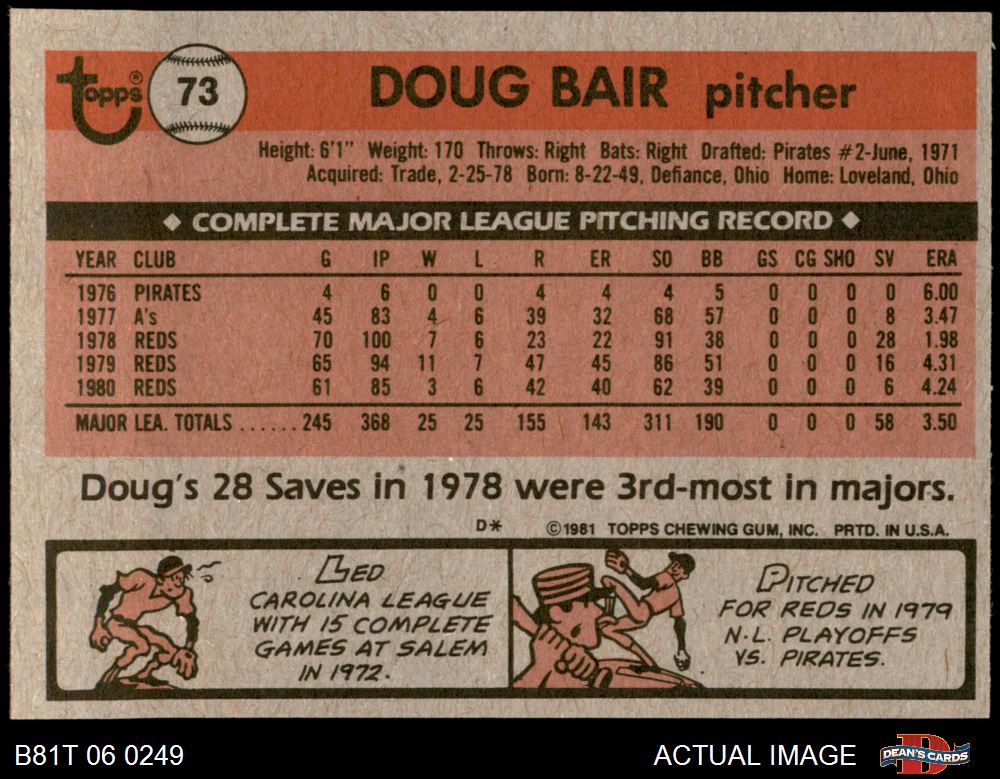 topps® 73 DOUG BAIR pitcher
Height: 6'1" Weight: 170 Throws: Right Bats: Right Drafted: Pirates #2-June, 1971
Acquired: Trade, 2-25-78 Born: 8-22-49, Defiance, Ohio Home: Loveland, Ohio
◆ COMPLETE MAJOR LEAGUE PITCHING RECORD ◆
YEAR CLUB G IP W L R ER SO BB GS CG SHO SV ERA
1976 PIRATES 4 6 0 0 4 4 4 5 0 0 0 0 6.00
1977 A's 45 83 4 6 39 32 68 57 0 0 0 8 3.47
1978 REDS 70 100 7 6 23 22 91 38 0 0 0 28 1.98
1979 REDS 65 94 11 7 47 45 86 51 0 0 0 16 4.31
1980 REDS 61 85 3 6 42 40 62 39 0 0 0 6 4.24
MAJOR LEA. TOTALS ...... 245 368 25 25 155 143 311 190 0 0 0 58 3.50
Doug's 28 Saves in 1978 were 3rd-most in majors.
D* ©1981 TOPPS CHEWING GUM, INC. PRTD. IN U.S.A.
LED
CAROLINA LEAGUE
WITH 15 COMPLETE
GAMES AT SALEM
IN 1972.
PITCHED
FOR REDS IN 1979
N.L. PLAYOFFS
VS. PIRATES.
B81T 06 0249 ACTUAL IMAGE DEAN'S CARDS